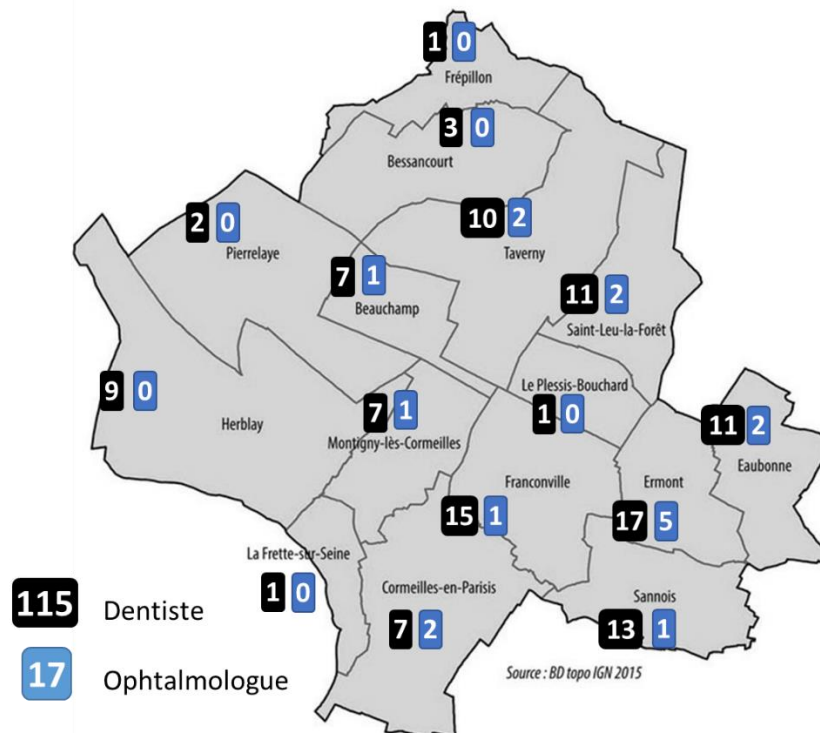 1 0
Frépillon
3 0
Bessancourt
2 0
Pierrelaye
10 2
Taverny
7 1
Beauchamp
11 2
Saint-Leu-la-Forêt
9 0
Herblay
7 1
Montigny-lès-Cormeilles
Le Plessis-Bouchard
1 0
11 2
Eaubonne
Franconville
15 1
Ermont
17 5
La Frette-sur-Seine
1 0
Cormeilles-en-Parisis
7 2
Sannois
13 1
115 Dentiste
17 Ophtalmologue
Source : BD topo IGN 2015